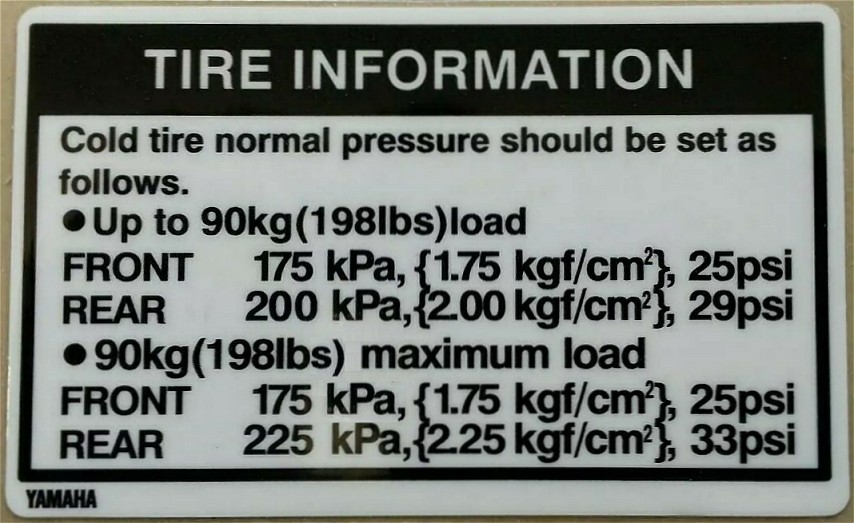 TIRE INFORMATION
Cold tire normal pressure should be set as
follows.
●Up to 90kg(198lbs)load
FRONT 175 kPa, {1.75 kgf/cm²}, 25psi
REAR 200 kPa,{2.00 kgf/cm²}, 29psi
●90kg(198lbs) maximum load
FRONT 175 kPa, {1.75 kgf/cm²}, 25psi
REAR 225 kPa,{2.25 kgf/cm²}, 33psi
YAMAHA